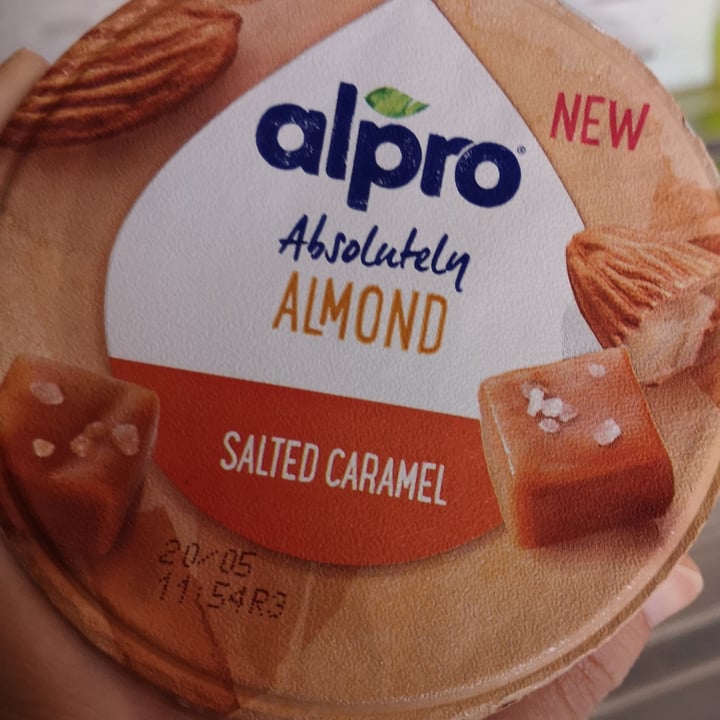 alpro®
NEW
Absolutely
ALMOND
SALTED CARAMEL
20/05
11:54R3